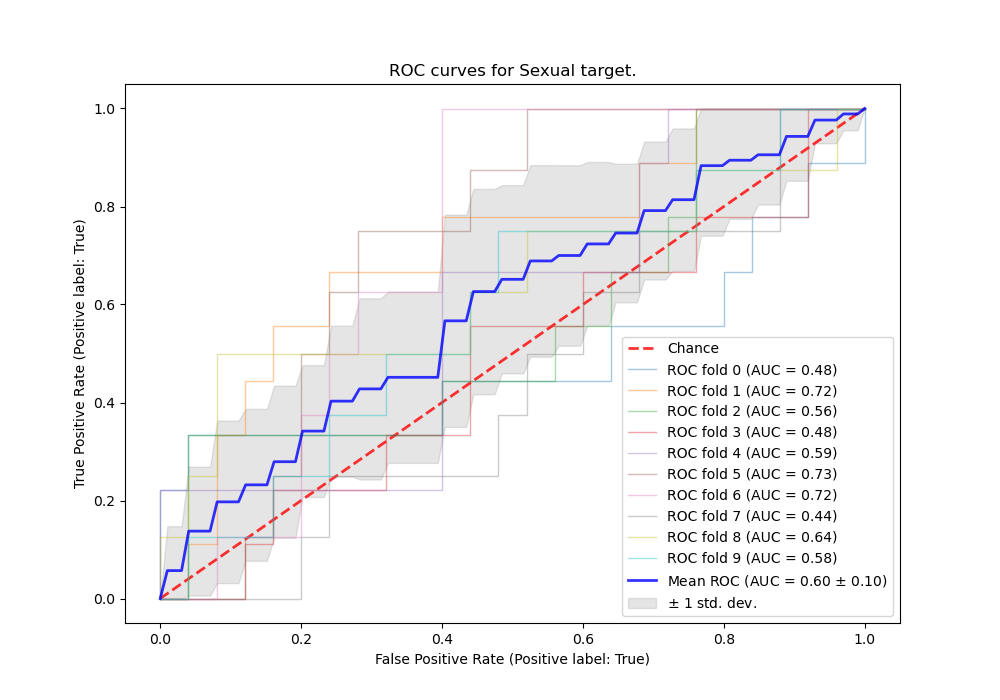 ROC curves for Sexual target.
True Positive Rate (Positive label: True)
1.0
0.8
0.6
0.4
0.2
0.0
0.0 0.2 0.4 0.6 0.8 1.0
False Positive Rate (Positive label: True)
Chance
ROC fold 0 (AUC = 0.48)
ROC fold 1 (AUC = 0.72)
ROC fold 2 (AUC = 0.56)
ROC fold 3 (AUC = 0.48)
ROC fold 4 (AUC = 0.59)
ROC fold 5 (AUC = 0.73)
ROC fold 6 (AUC = 0.72)
ROC fold 7 (AUC = 0.44)
ROC fold 8 (AUC = 0.64)
ROC fold 9 (AUC = 0.58)
Mean ROC (AUC = 0.60 ± 0.10)
± 1 std. dev.